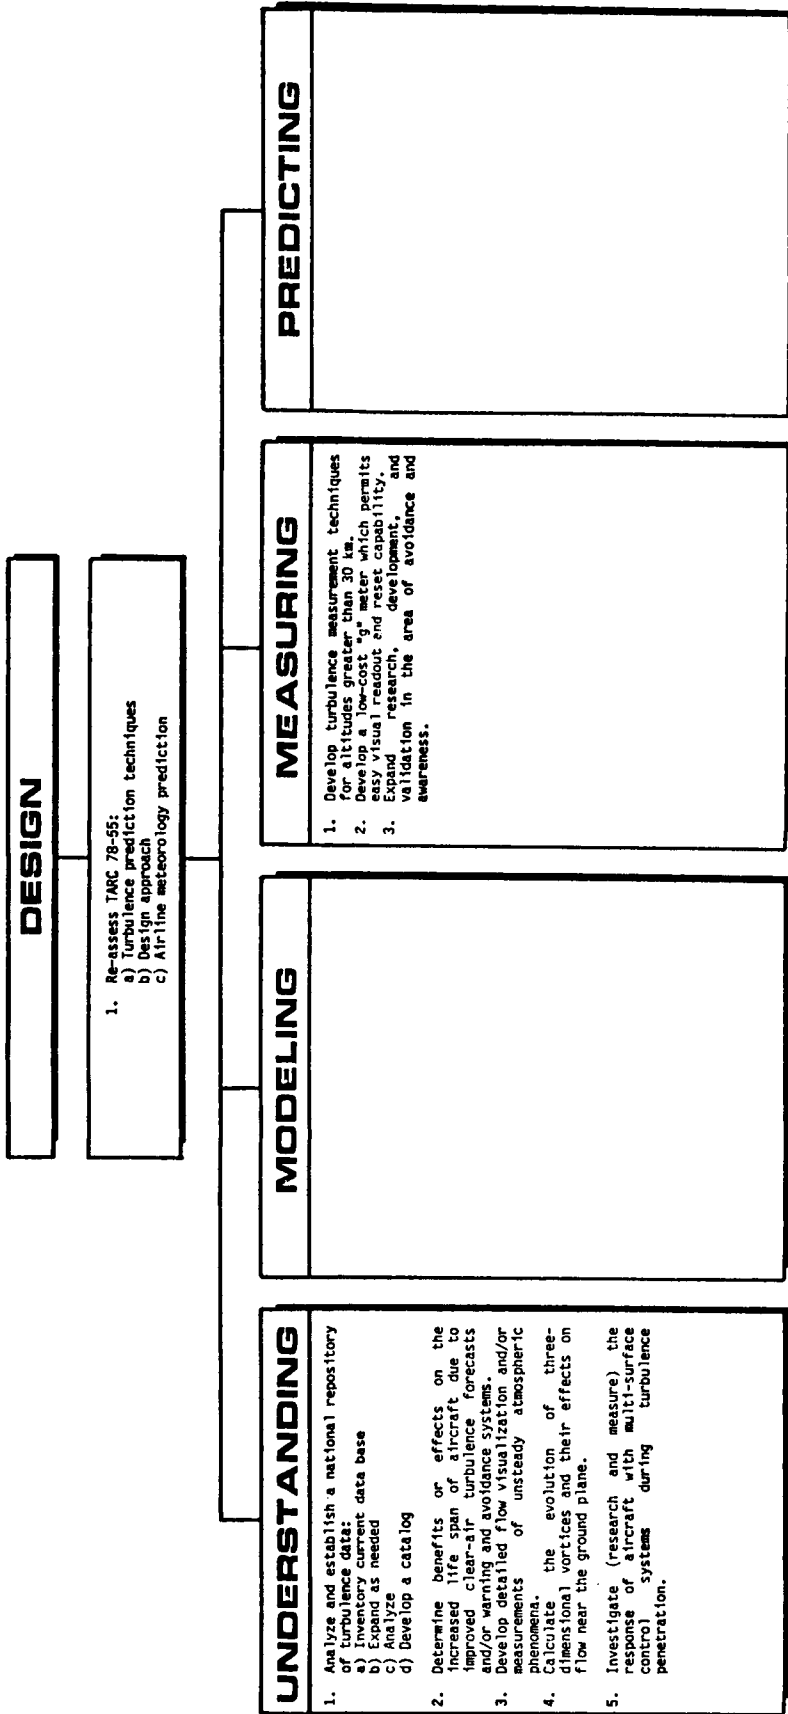 DESIGN
1. Re-assess TARC 78-55:
a) Turbulence prediction techniques
b) Design approach
c) Airline meteorology prediction
UNDERSTANDING
1. Analyze and establish a national repository
of turbulence data:
a) Inventory current data base
b) Expand as needed
c) Analyze
d) Develop a catalog
2. Determine benefits or effects on the
increased life span of aircraft due to
improved clear-air turbulence forecasts
and/or warning and avoidance systems.
3. Develop detailed flow visualization and/or
measurements of unsteady atmospheric
phenomena.
4. Calculate the evolution of three-
dimensional vortices and their effects on
flow near the ground plane.
5. Investigate (research and measure) the
response of aircraft with multi-surface
control systems during turbulence
penetration.
MODELING
MEASURING
1. Develop turbulence measurement techniques
for altitudes greater than 30 km.
2. Develop a low-cost "g" meter which permits
easy visual readout and reset capability.
3. Expand research, development, and
validation in the area of avoidance and
awareness.
PREDICTING